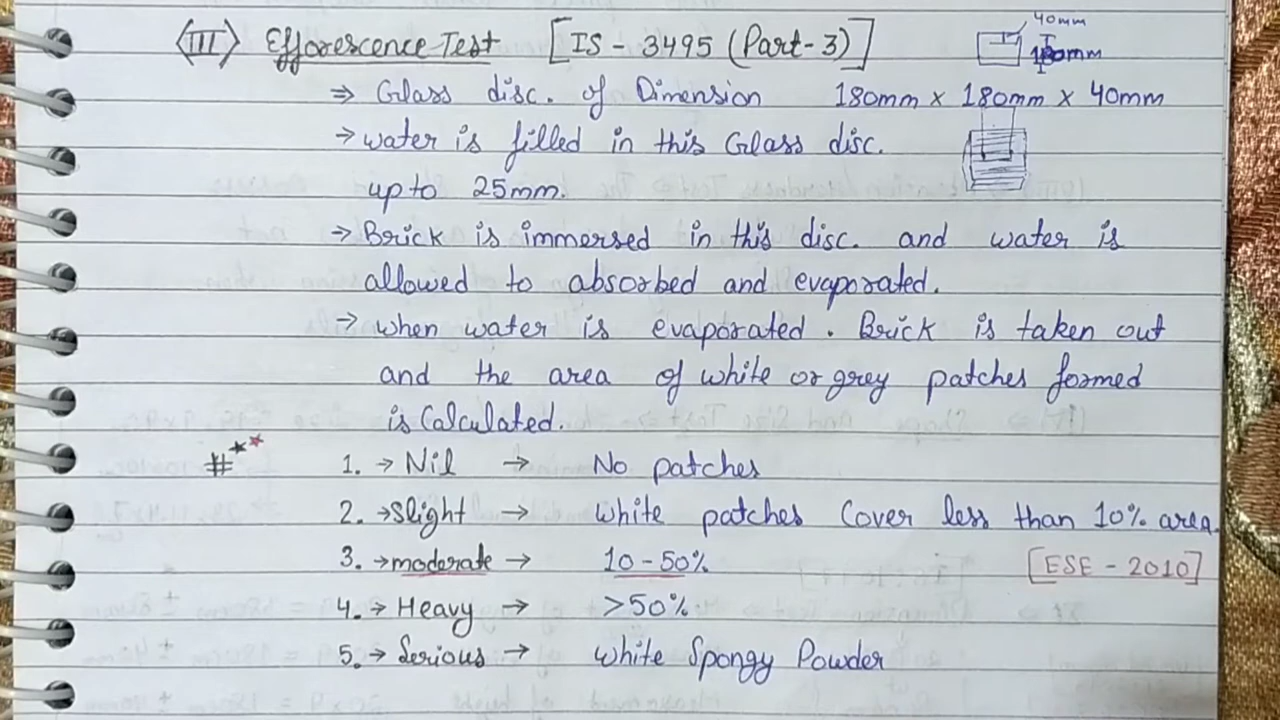 (III) Efforescence Test [IS - 3495 (Part-3)]
40mm
180mm
⇒ Glass disc. of Dimension 180mm x 180mm x 40mm
→ water is filled in this Glass disc.
up to 25mm.
→ Brick is immersed in this disc. and water is
allowed to absorbed and evaporated.
→ when water is evaporated. Brick is taken out
and the area of white or grey patches formed
is Calculated.
# ** 1. → Nil → No patches
2. → Slight → White patches Cover less than 10% area.
3. → moderate → 10 - 50% [ESE - 2010]
4. → Heavy → >50%
5. → Serious → White Spongy Powder